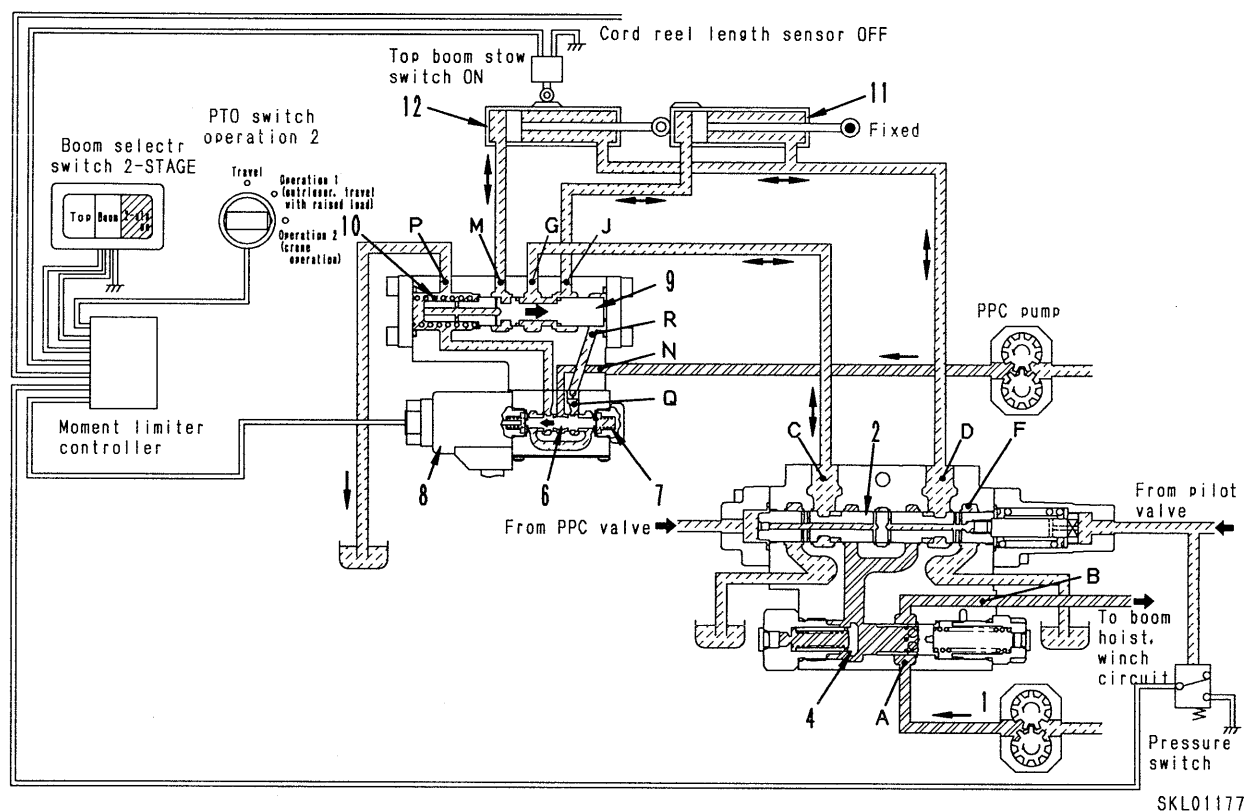 Cord reel length sensor OFF
Top boom stow
switch ON
12
11
Fixed
PTO switch
operation 2
Boom selectr
switch 2-STAGE
Travel
Operation 1
(outrigger, travel
with raised load)
Operation 2
(crane
operation)
Top
Boom
10
P
M
G
J
9
R
N
Q
PPC pump
Moment limiter
controller
8
6
7
C
2
D
F
From PPC valve
From pilot
valve
B
To boom
hoist,
winch
circuit
4
A
1
Pressure
switch
SKL01177